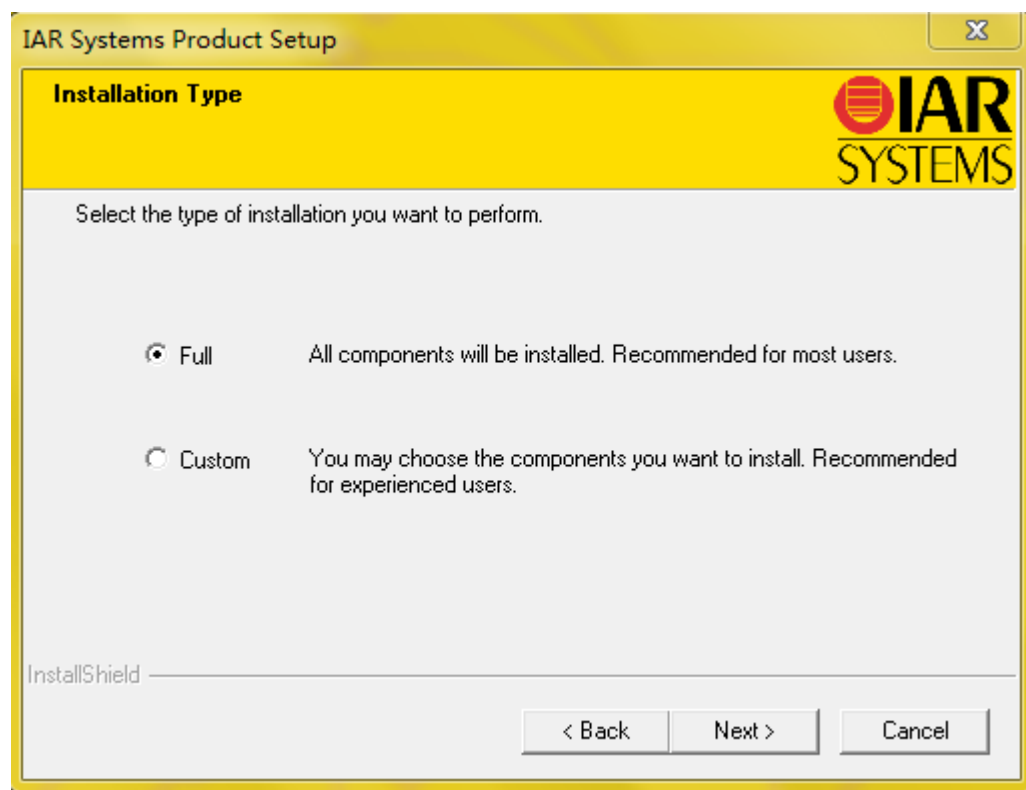 IAR Systems Product Setup
Installation Type
IAR
SYSTEMS
Select the type of installation you want to perform.
Full
All components will be installed. Recommended for most users.
Custom
You may choose the components you want to install. Recommended
for experienced users.
InstallShield
< Back
Next >
Cancel